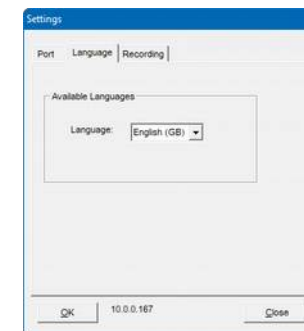 Settings
Port Language Recording
Available Languages
Language: English (GB)
OK 10.0.0.167 Close